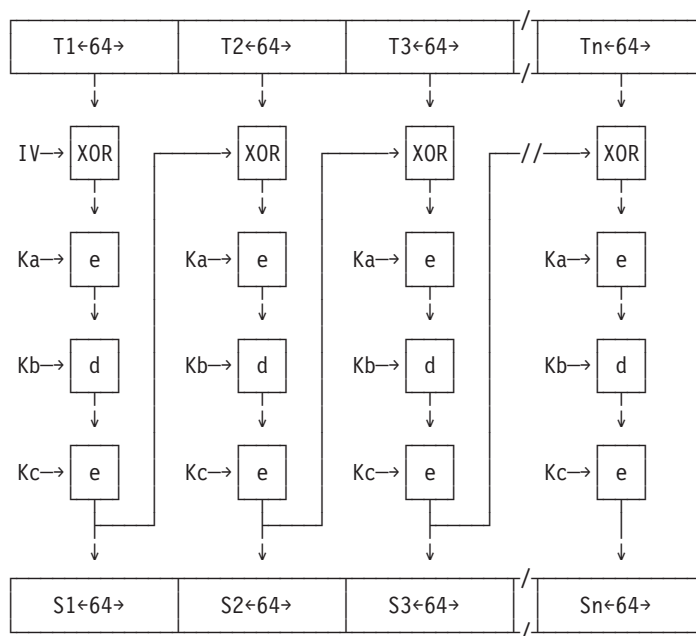 T1←64→ T2←64→ T3←64→ Tn←64→
IV→ XOR → XOR → XOR // → XOR
Ka→ e Ka→ e Ka→ e Ka→ e
Kb→ d Kb→ d Kb→ d Kb→ d
Kc→ e Kc→ e Kc→ e Kc→ e
S1←64→ S2←64→ S3←64→ Sn←64→